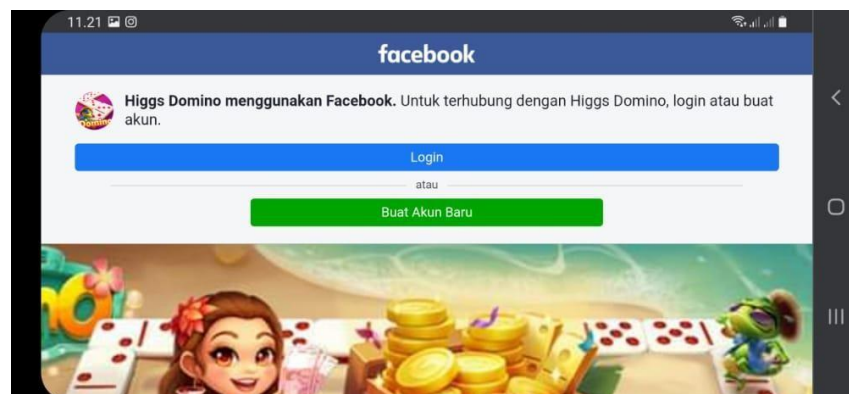 11.21
facebook
Higgs Domino menggunakan Facebook. Untuk terhubung dengan Higgs Domino, login atau buat
akun.
Login
atau
Buat Akun Baru